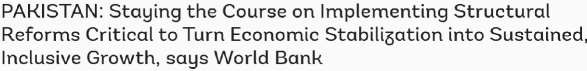 PAKISTAN: Staying the Course on Implementing Structural
Reforms Critical to Turn Economic Stabilization into Sustained,
Inclusive Growth, says World Bank